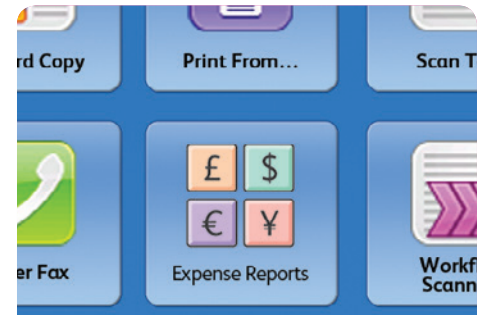 rd Copy
Print From...
Scan T
£ $
€ ¥
er Fax
Expense Reports
Workf
Scann